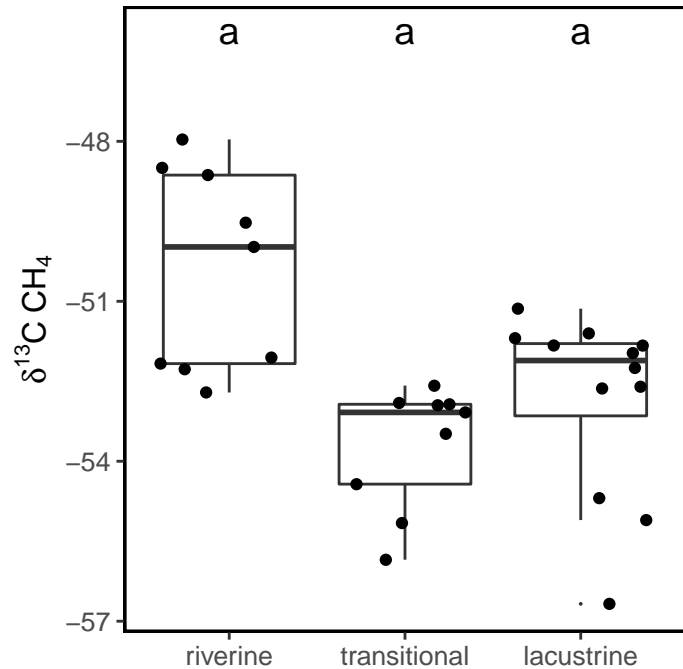 a a a
−48
−51
−54
−57
δ¹³C CH₄
riverine transitional lacustrine